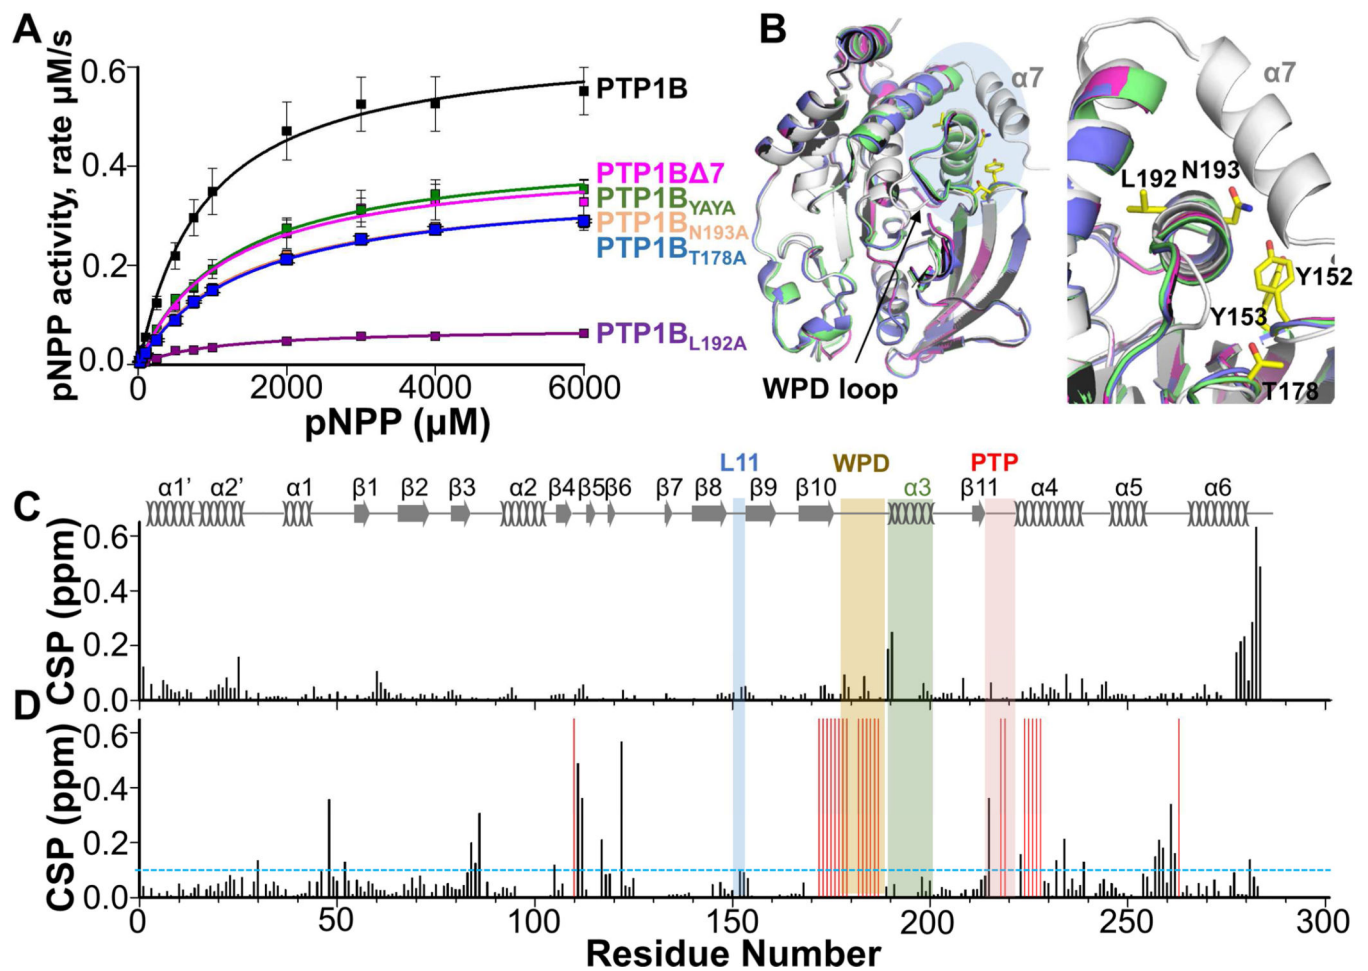 A
pNPP activity, rate µM/s
0.6
0.4
0.2
0.0
0
2000
4000
6000
pNPP (µM)
PTP1B
PTP1BΔ7
PTP1B_YAYA
PTP1B_N193A
PTP1B_T178A
PTP1B_L192A
B
α7
WPD loop
α7
L192
N193
Y152
Y153
T178
L11 WPD PTP
α1’ α2’ α1 β1 β2 β3 α2 β4 β5 β6 β7 β8 β9 β10 α3 β11 α4 α5 α6
C
CSP (ppm)
0.6
0.4
0.2
0.0
D
CSP (ppm)
0.6
0.4
0.2
0.0
0 50 100 150 200 250 300
Residue Number